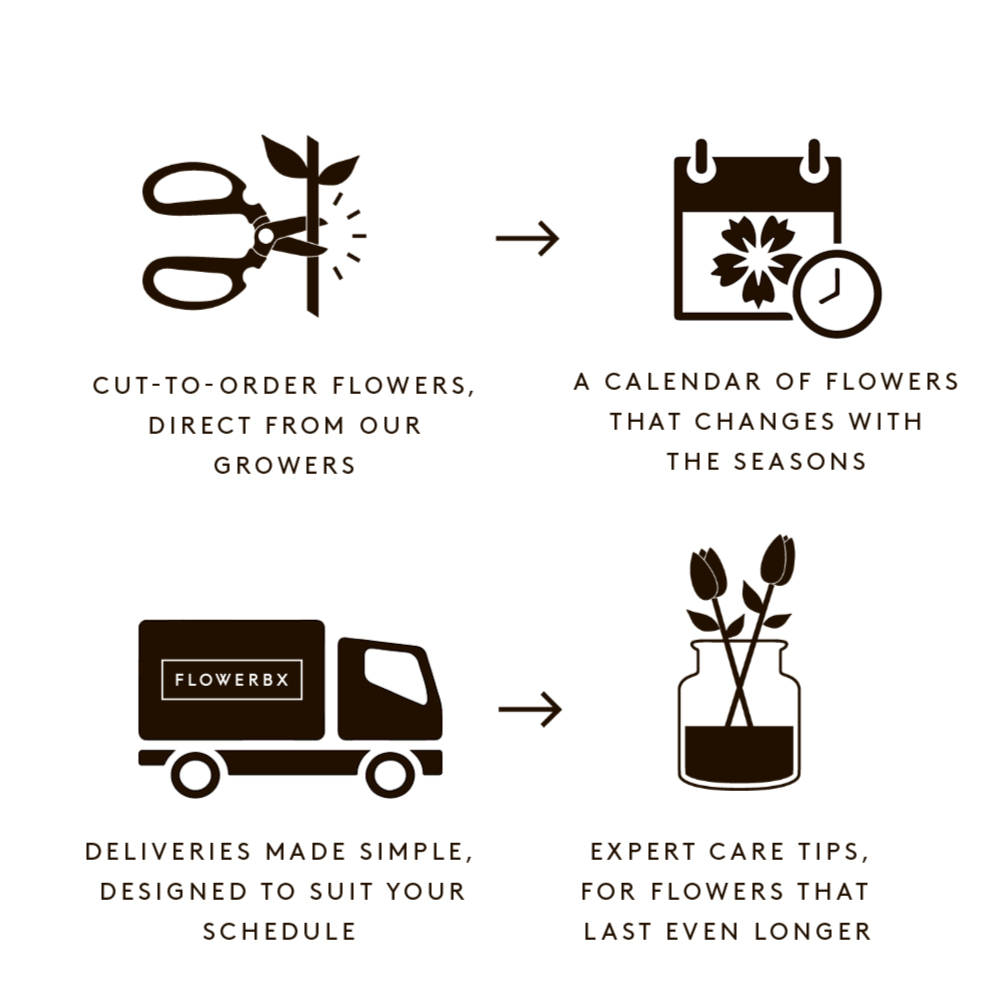 CUT-TO-ORDER FLOWERS,
DIRECT FROM OUR
GROWERS
A CALENDAR OF FLOWERS
THAT CHANGES WITH
THE SEASONS
FLOWERBX
DELIVERIES MADE SIMPLE,
DESIGNED TO SUIT YOUR
SCHEDULE
EXPERT CARE TIPS,
FOR FLOWERS THAT
LAST EVEN LONGER